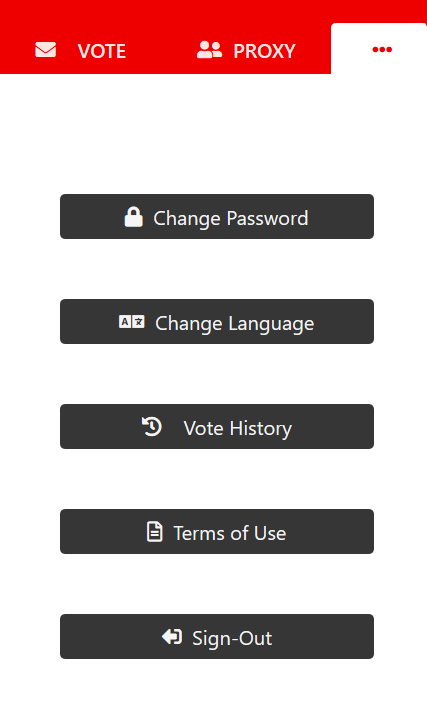 VOTE
PROXY
Change Password
Change Language
Vote History
Terms of Use
Sign-Out